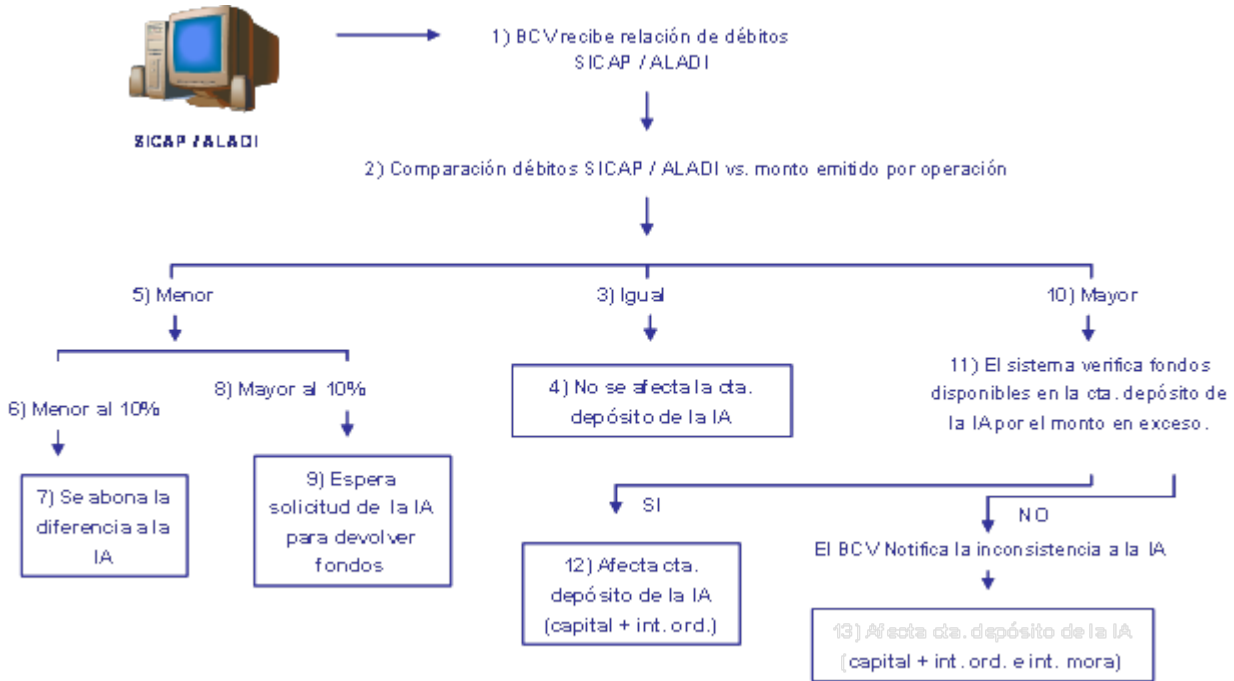 1) BCV recibe relación de débitos
SICAP / ALADI
SICAP / ALADI
2) Comparación débitos SICAP / ALADI vs. monto emitido por operación
5) Menor
3) Igual
10) Mayor
6) Menor al 10%
8) Mayor al 10%
4) No se afecta la cta.
depósito de la IA
11) El sistema verifica fondos
disponibles en la cta. depósito de
la IA por el monto en exceso.
7) Se abona la
diferencia a la
IA
9) Espera
solicitud de la IA
para devolver
fondos
SI
NO
12) Afecta cta.
depósito de la IA
(capital + int. ord.)
El BCV Notifica la inconsistencia a la IA
13) Afecta cta. depósito de la IA
(capital + int. ord. e int. mora)